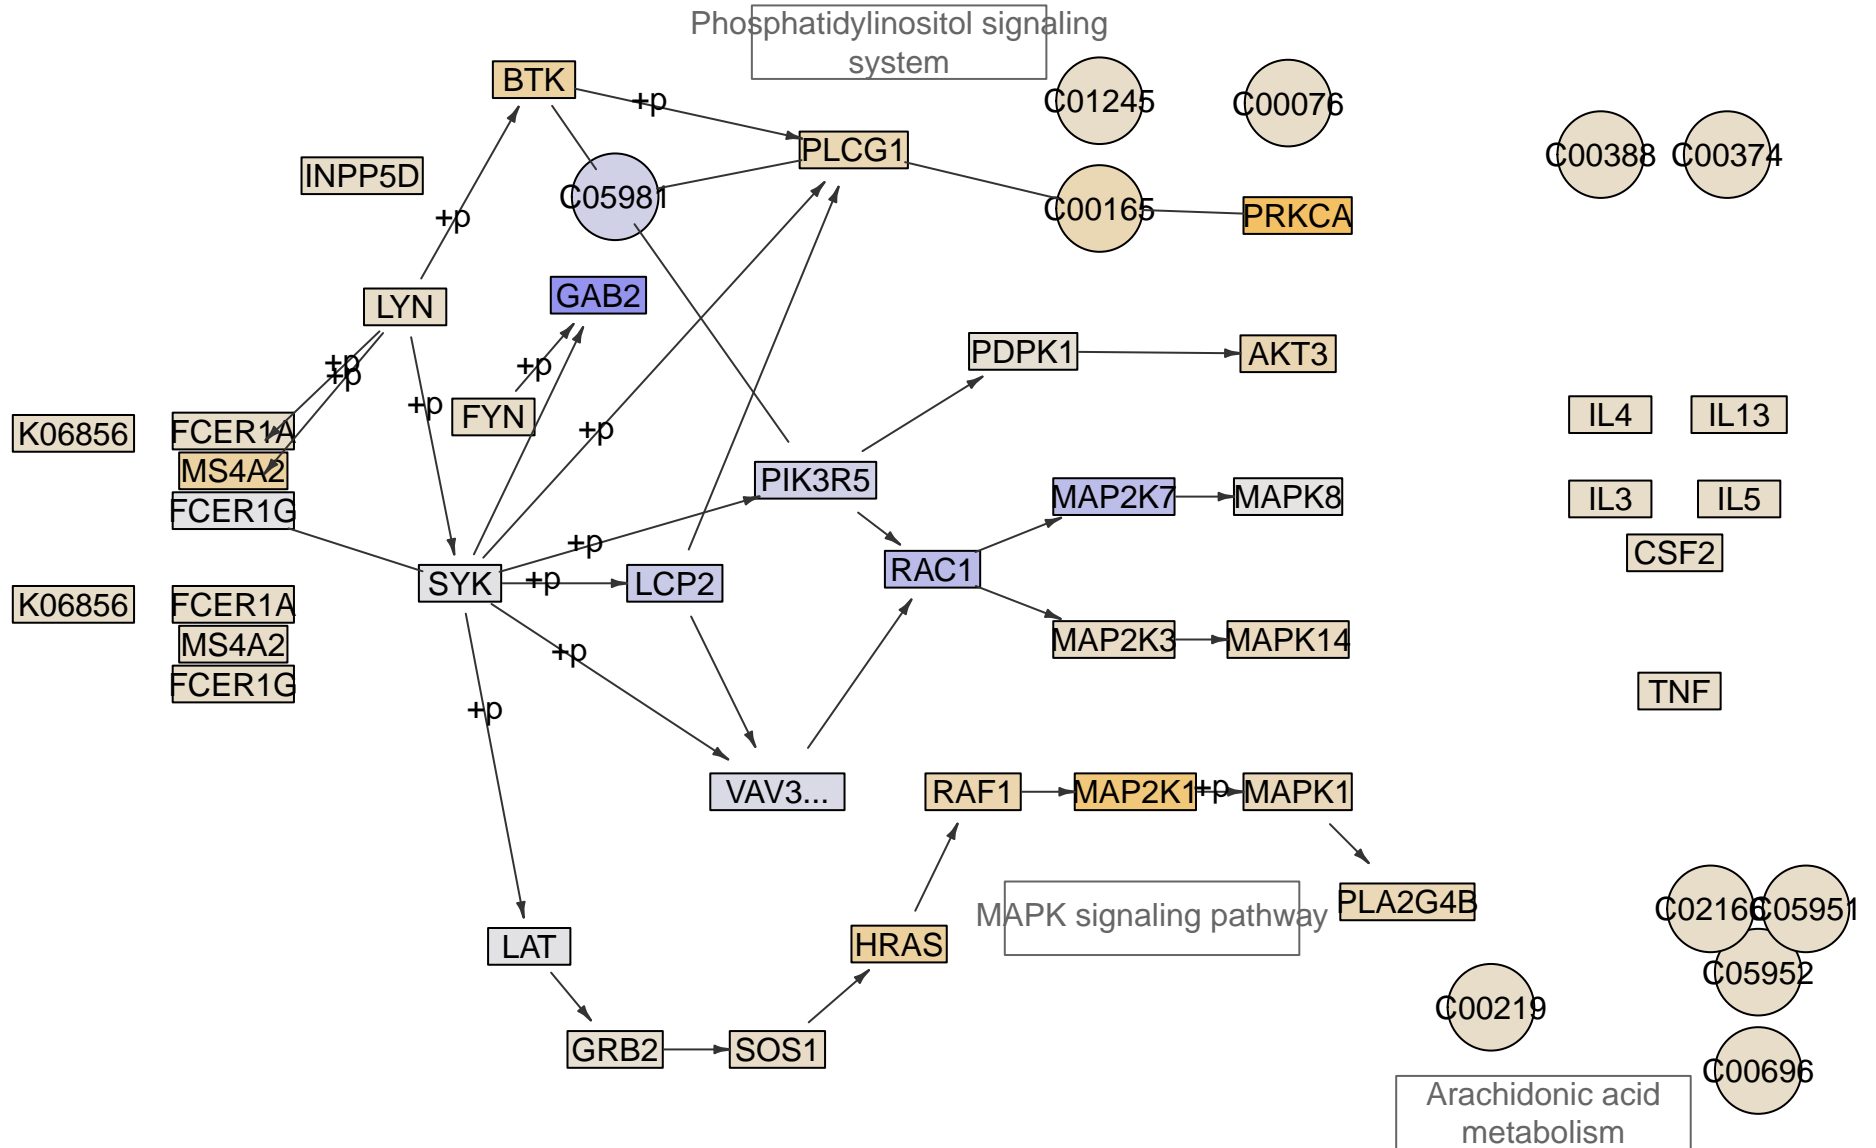 Phosphatidylinositol signaling
system
BTK
+p
C01245
C00076
PLCG1
C00388
C00374
INPP5D
C05981
C00165
PRKCA
+p
GAB2
LYN
PDPK1
AKT3
+p
+p
+p
+p
FYN
IL4
IL13
K06856
FCER1A
+p
MS4A2
PIK3R5
MAP2K7
MAPK8
IL3
IL5
FCER1G
+p
CSF2
RAC1
SYK
+p
LCP2
K06856
FCER1A
MS4A2
+p
MAP2K3
MAPK14
FCER1G
TNF
+p
VAV3...
RAF1
MAP2K1
+p
MAPK1
PLA2G4B
MAPK signaling pathway
C02166
C05951
LAT
HRAS
C05952
C00219
GRB2
SOS1
C00696
Arachidonic acid
metabolism